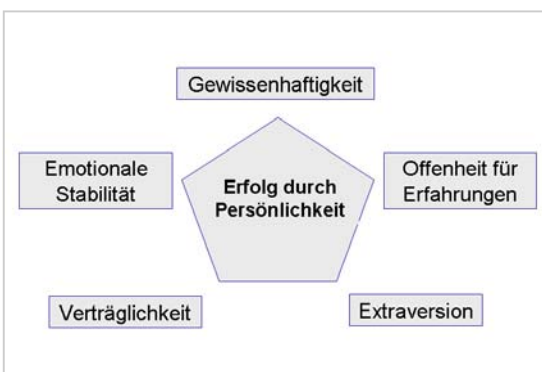 Gewissenhaftigkeit
Emotionale
Stabilität
Erfolg durch
Persönlichkeit
Offenheit für
Erfahrungen
Verträglichkeit
Extraversion